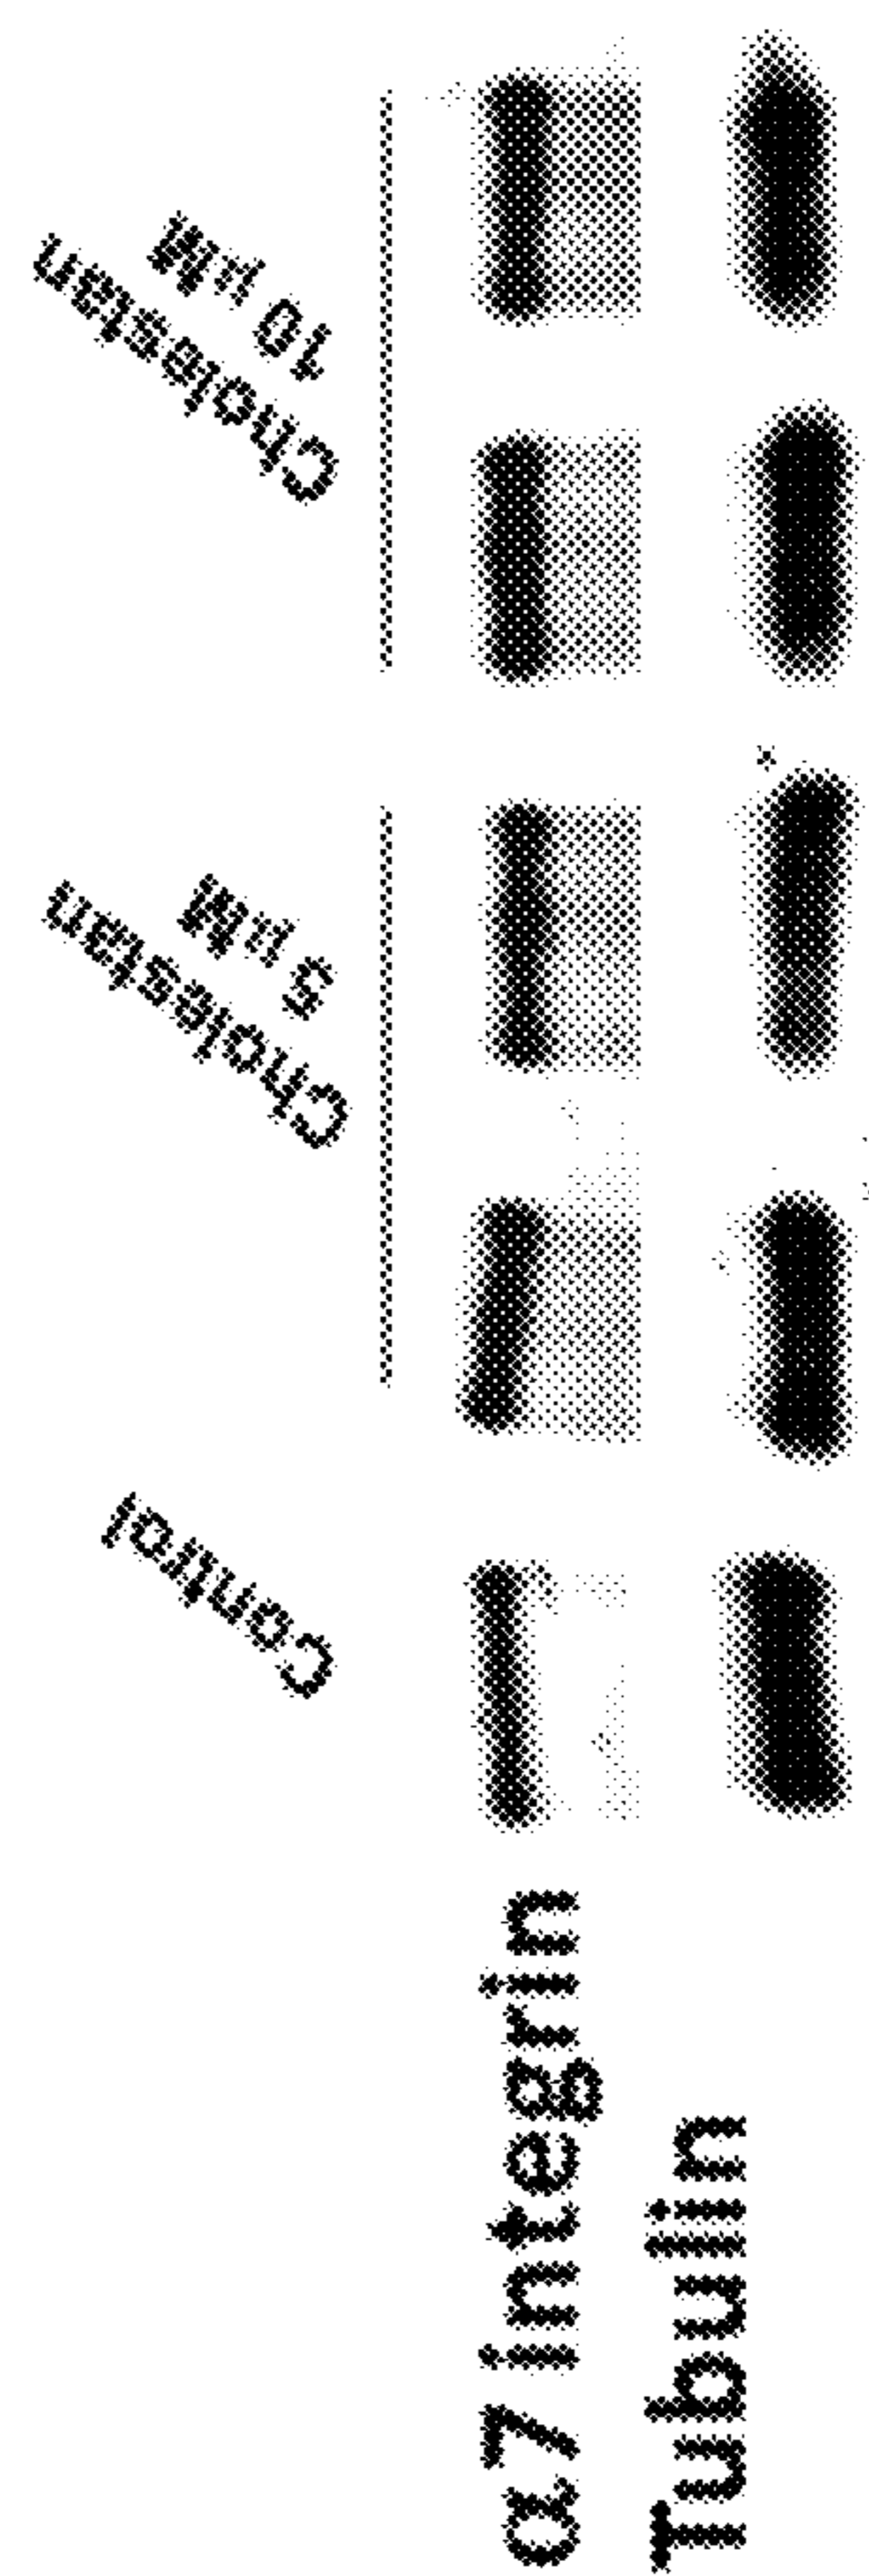 Control
Cholestan
5 µM
Cholestan
10 µM
α7 integrin
Tubulin